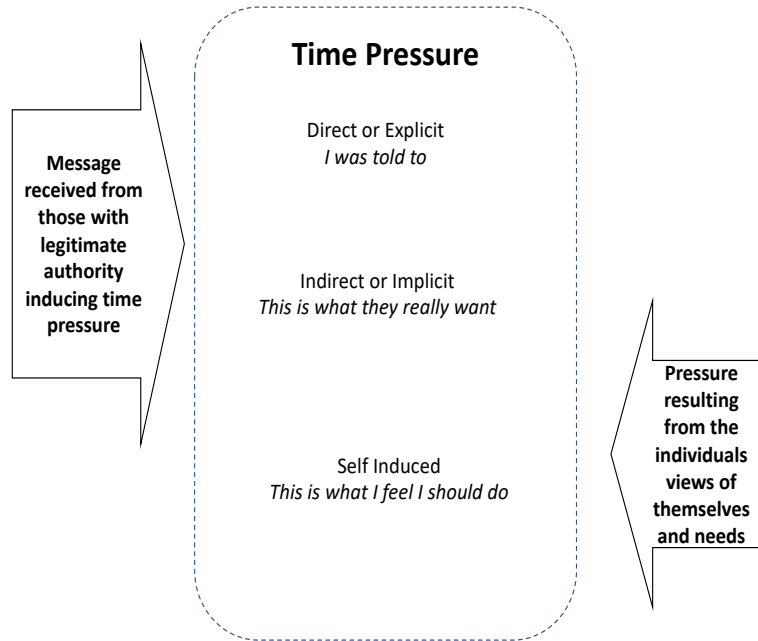 Time Pressure
Direct or Explicit
I was told to
Message
received from
those with
legitimate
authority
inducing time
pressure
Indirect or Implicit
This is what they really want
Self Induced
This is what I feel I should do
Pressure
resulting
from the
individuals
views of
themselves
and needs